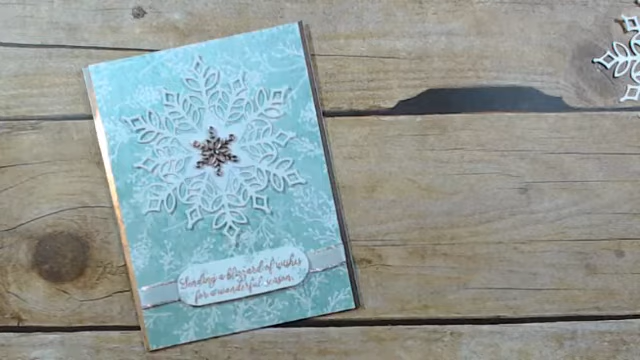 Sending a blizzard of wishes
for a wonderful season.